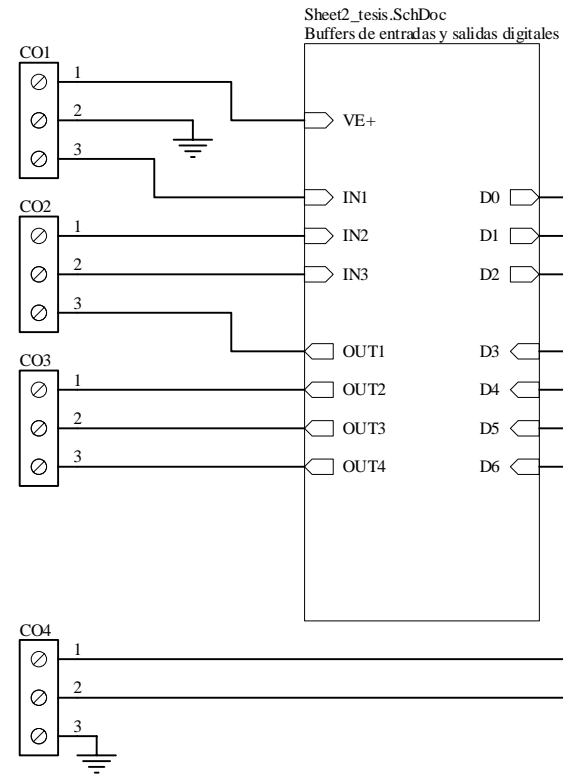 Sheet2_tesis.SchDoc
Buffers de entradas y salidas digitales
CO1
1
2
3
VE+
IN1 D0
CO2
1
IN2 D1
2
IN3 D2
3
OUT1 D3
CO3
1
OUT2 D4
2
OUT3 D5
3
OUT4 D6
CO4
1
2
3